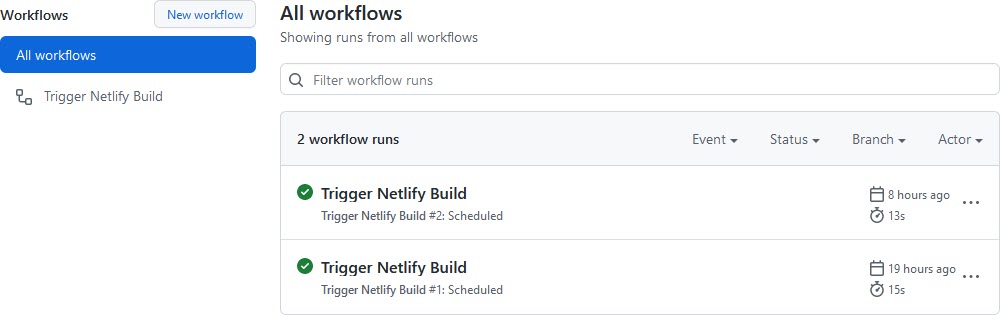 Workflows
New workflow
All workflows
Trigger Netlify Build
All workflows
Showing runs from all workflows
Filter workflow runs
2 workflow runs
Event
Status
Branch
Actor
Trigger Netlify Build
8 hours ago
Trigger Netlify Build #2: Scheduled
13s
Trigger Netlify Build
19 hours ago
Trigger Netlify Build #1: Scheduled
15s